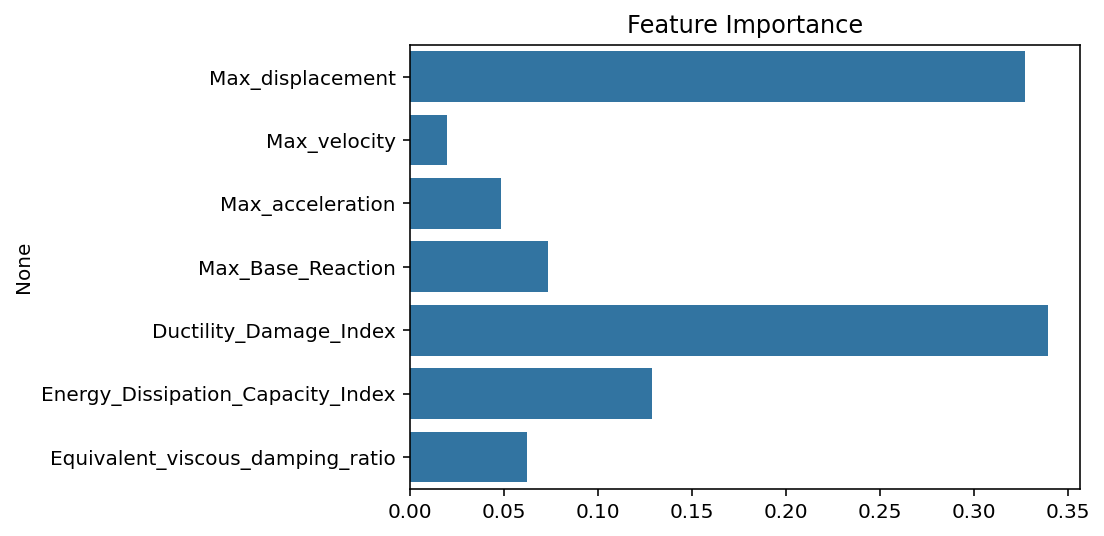 Feature Importance
Max_displacement
Max_velocity
Max_acceleration
Max_Base_Reaction
Ductility_Damage_Index
Energy_Dissipation_Capacity_Index
Equivalent_viscous_damping_ratio
None
0.00 0.05 0.10 0.15 0.20 0.25 0.30 0.35